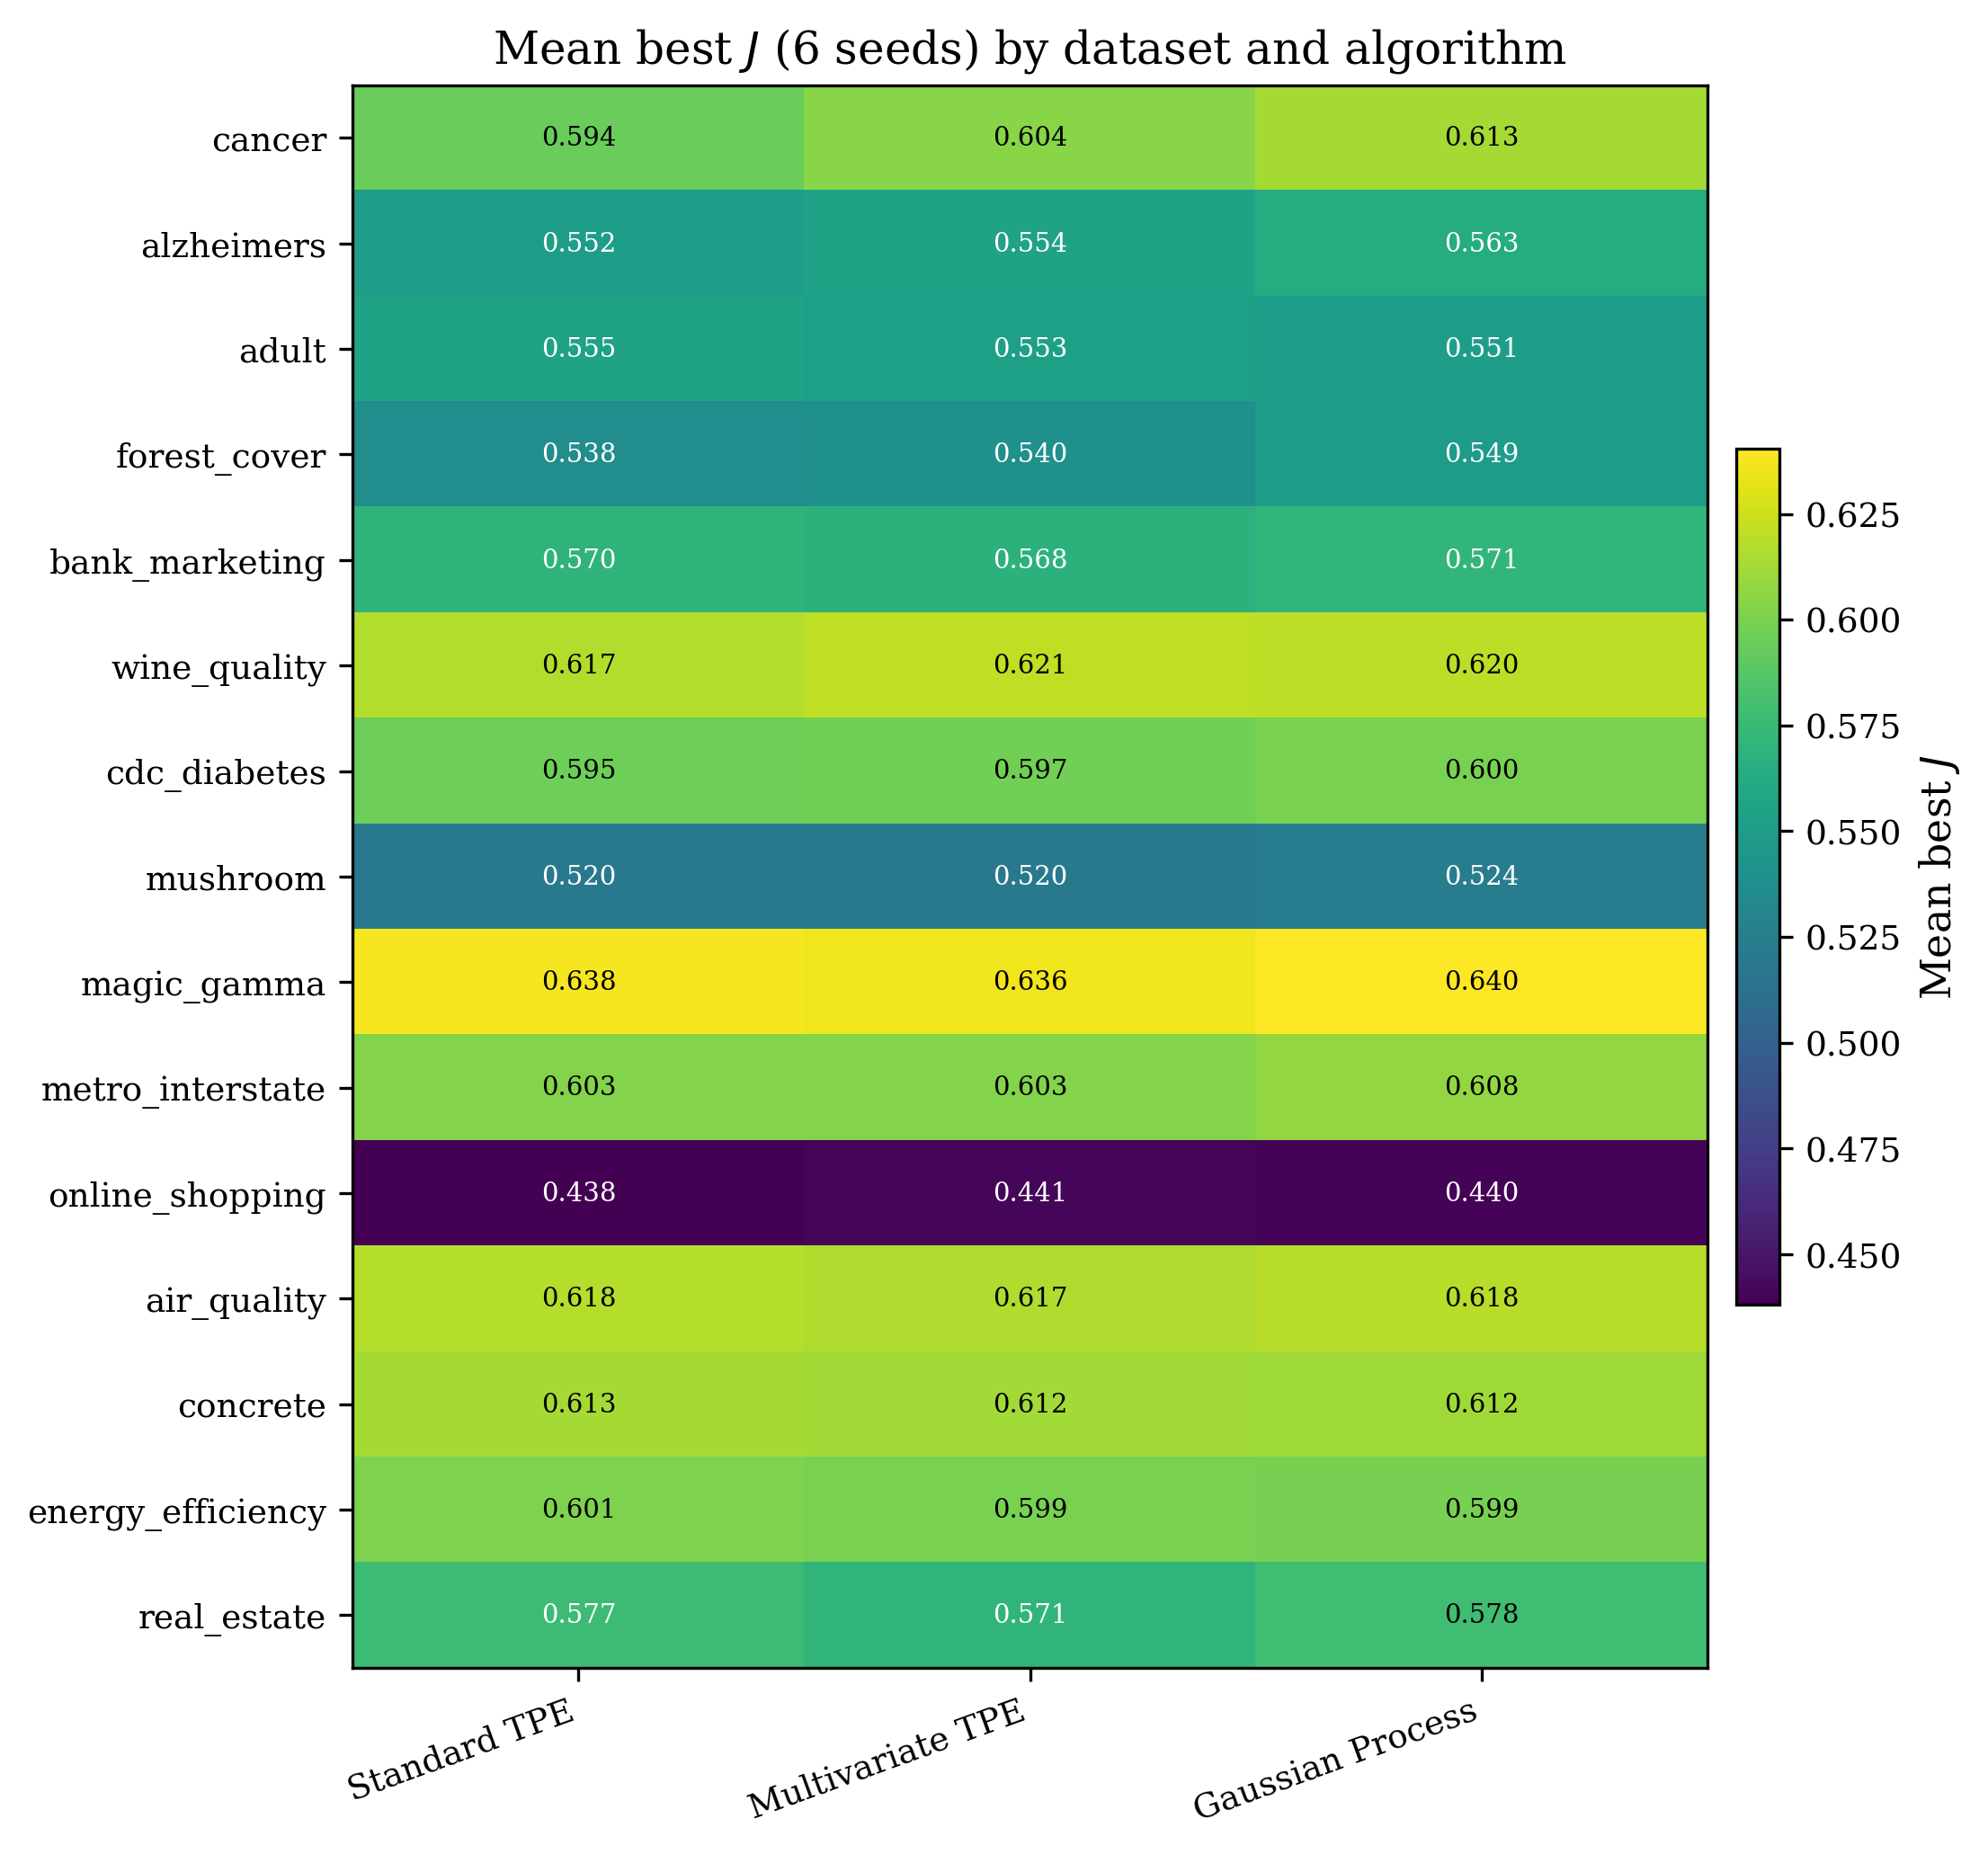 Mean best J (6 seeds) by dataset and algorithm
cancer 0.594 0.604 0.613
alzheimers 0.552 0.554 0.563
adult 0.555 0.553 0.551
forest_cover 0.538 0.540 0.549
bank_marketing 0.570 0.568 0.571
wine_quality 0.617 0.621 0.620
cdc_diabetes 0.595 0.597 0.600
mushroom 0.520 0.520 0.524
magic_gamma 0.638 0.636 0.640
metro_interstate 0.603 0.603 0.608
online_shopping 0.438 0.441 0.440
air_quality 0.618 0.617 0.618
concrete 0.613 0.612 0.612
energy_efficiency 0.601 0.599 0.599
real_estate 0.577 0.571 0.578
Standard TPE
Multivariate TPE
Gaussian Process
0.625
0.600
0.575
0.550
0.525
0.500
0.475
0.450
Mean best J